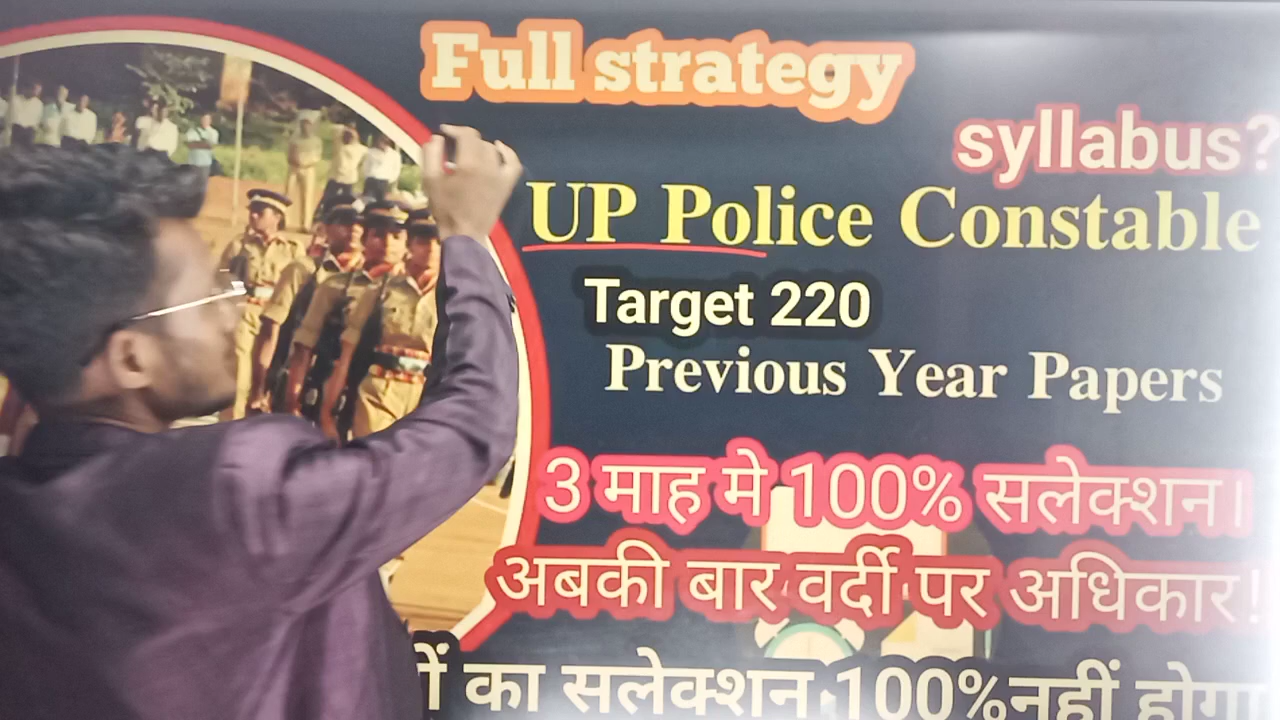 Full strategy
syllabus?
UP Police Constable
Target 220
Previous Year Papers
3 माह मे 100% सलेक्शन।
अबकी बार वर्दी पर अधिकार!
का सलेक्शन 100% नहीं होगा